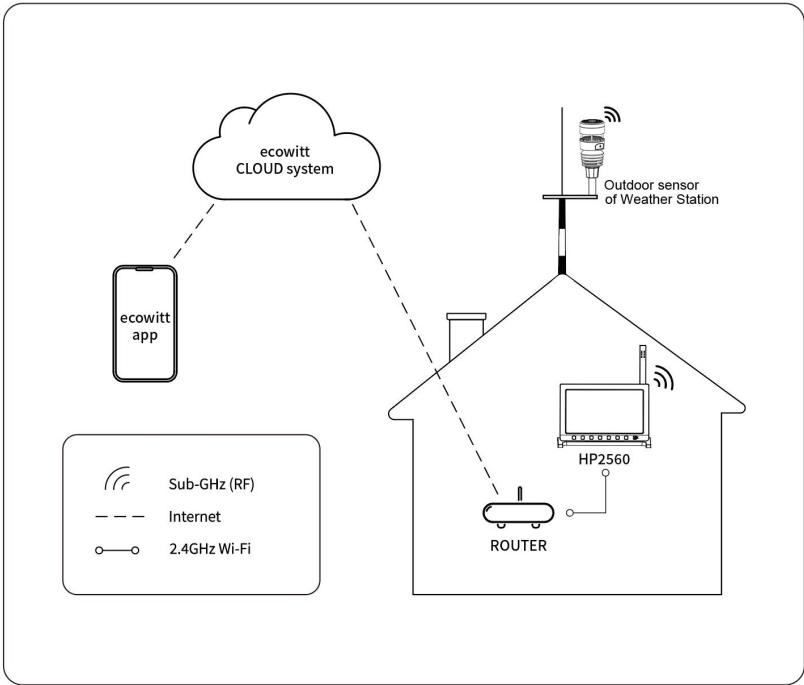 ecowitt
CLOUD system
Outdoor sensor
of Weather Station
ecowitt
app
HP2560
ROUTER
Sub-GHz (RF)
Internet
2.4GHz Wi-Fi